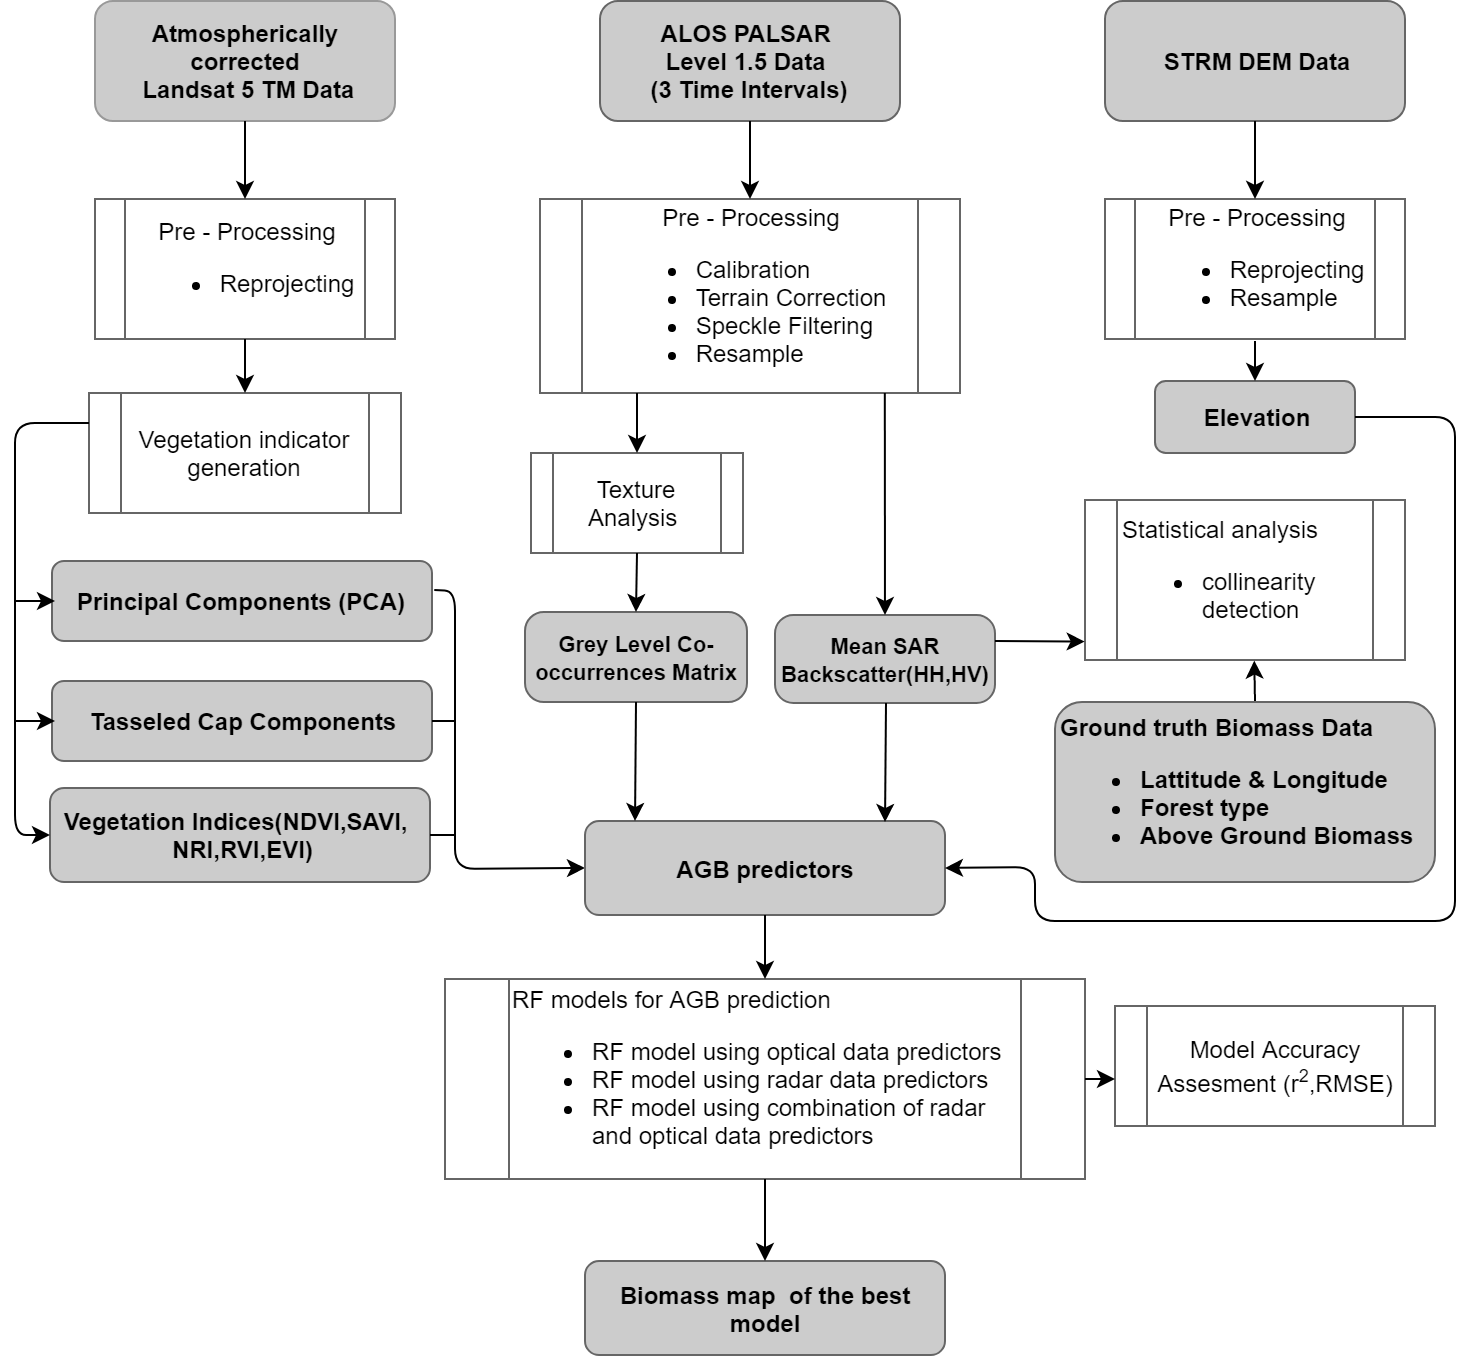 Atmospherically
corrected
Landsat 5 TM Data
ALOS PALSAR
Level 1.5 Data
(3 Time Intervals)
STRM DEM Data
Pre - Processing
• Reprojecting
Pre - Processing
• Calibration
• Terrain Correction
• Speckle Filtering
• Resample
Pre - Processing
• Reprojecting
• Resample
Vegetation indicator
generation
Elevation
Texture
Analysis
Statistical analysis
• collinearity
detection
Principal Components (PCA)
Grey Level Co-
occurrences Matrix
Mean SAR
Backscatter(HH,HV)
Tasseled Cap Components
Ground truth Biomass Data
• Lattitude & Longitude
• Forest type
• Above Ground Biomass
Vegetation Indices(NDVI,SAVI,
NRI,RVI,EVI)
AGB predictors
RF models for AGB prediction
• RF model using optical data predictors
• RF model using radar data predictors
• RF model using combination of radar
and optical data predictors
Model Accuracy
Assesment (r²,RMSE)
Biomass map  of the best
model